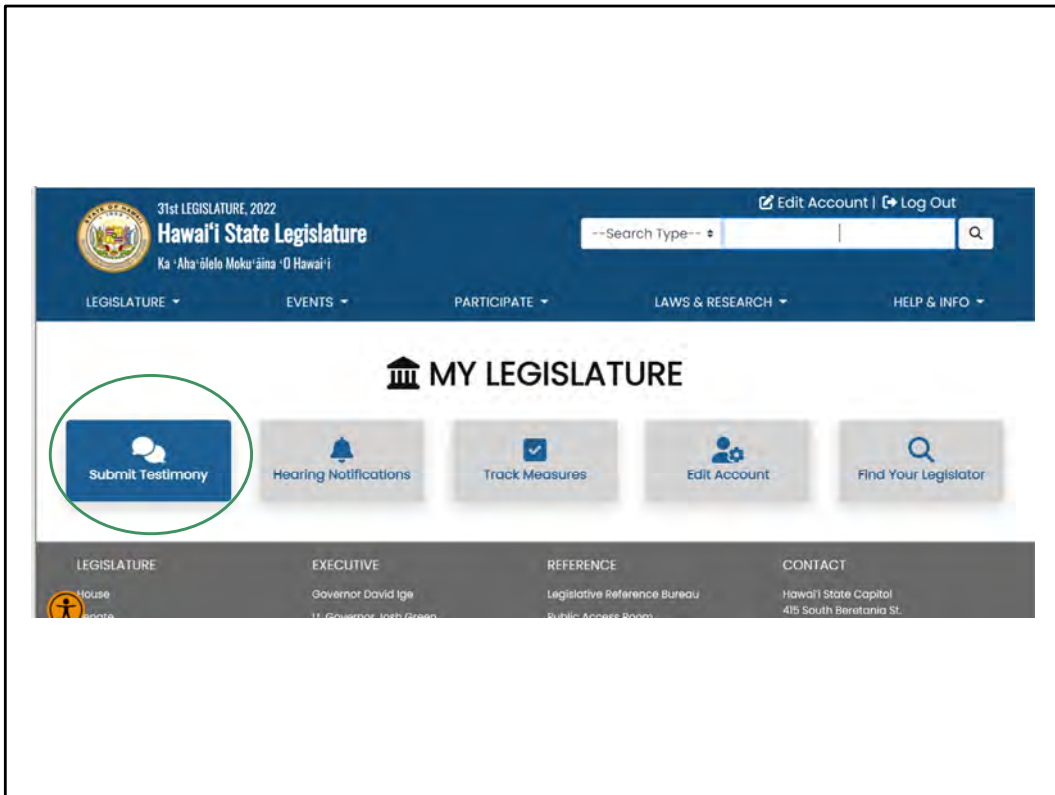 31st LEGISLATURE, 2022
Hawai‘i State Legislature
Ka ‘Aha‘ōlelo Moku‘āina ‘O Hawai‘i
Edit Account | Log Out
--Search Type--
LEGISLATURE
EVENTS
PARTICIPATE
LAWS & RESEARCH
HELP & INFO
MY LEGISLATURE
Submit Testimony
Hearing Notifications
Track Measures
Edit Account
Find Your Legislator
LEGISLATURE
EXECUTIVE
REFERENCE
CONTACT
House
Governor David Ige
Legislative Reference Bureau
Hawai‘i State Capitol
Senate
Lt. Governor Josh Green
Public Access Room
415 South Beretania St.